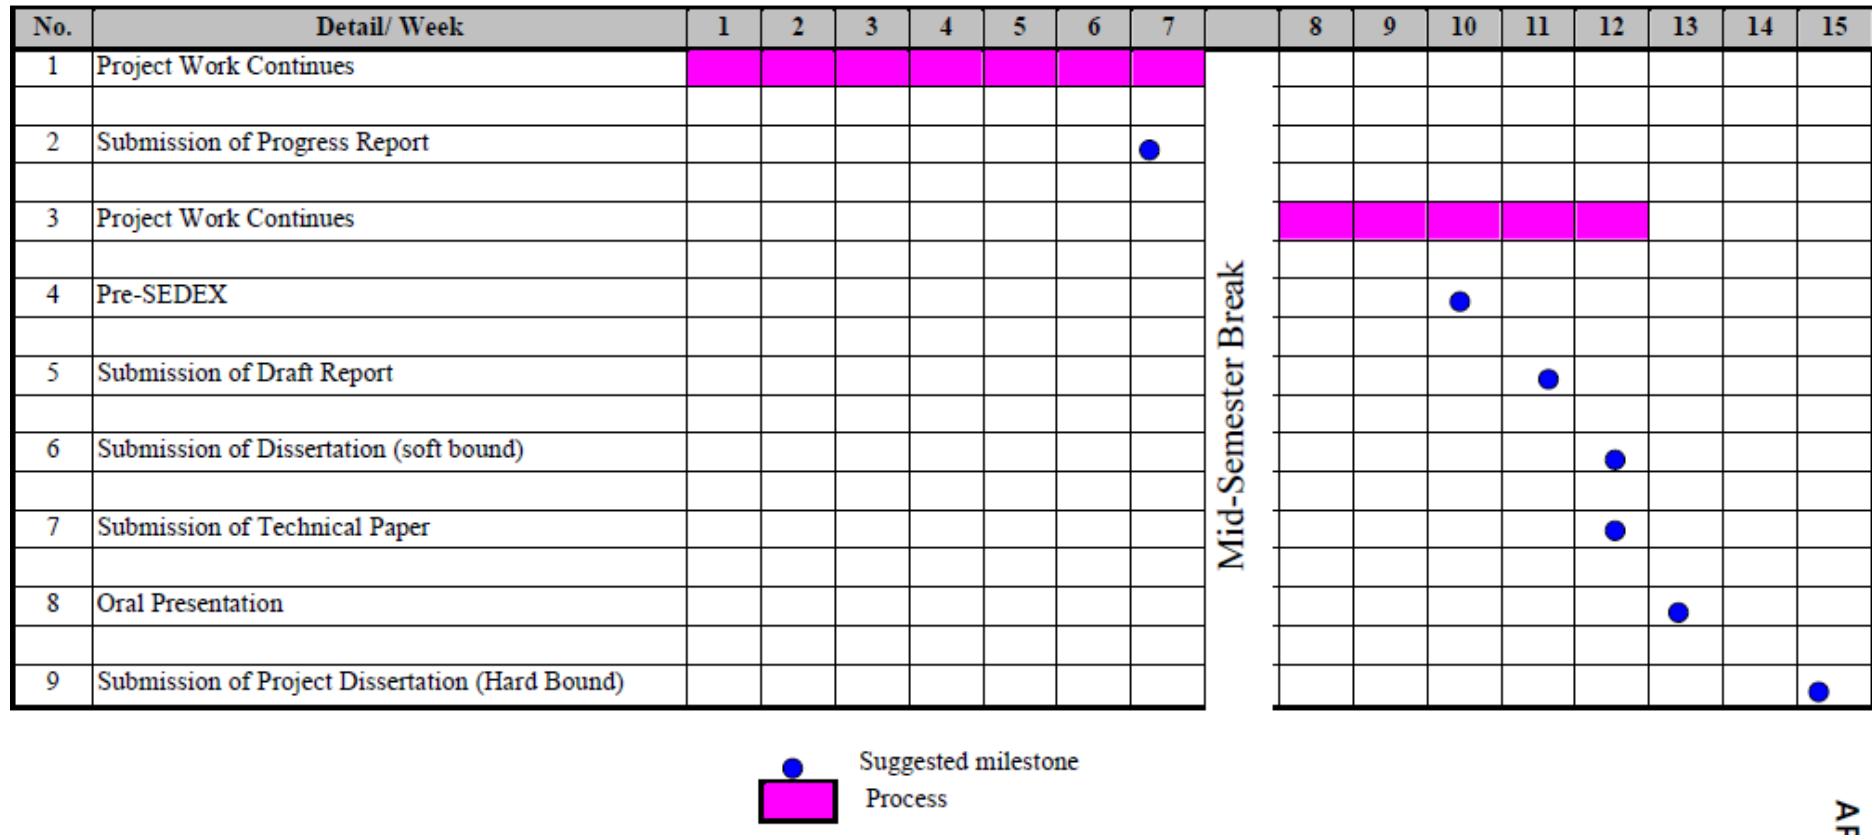 No. Detail/ Week 1 2 3 4 5 6 7 8 9 10 11 12 13 14 15
1 Project Work Continues
2 Submission of Progress Report
3 Project Work Continues
4 Pre-SEDEX
5 Submission of Draft Report
6 Submission of Dissertation (soft bound)
7 Submission of Technical Paper
8 Oral Presentation
9 Submission of Project Dissertation (Hard Bound)
Mid-Semester Break
Suggested milestone
Process